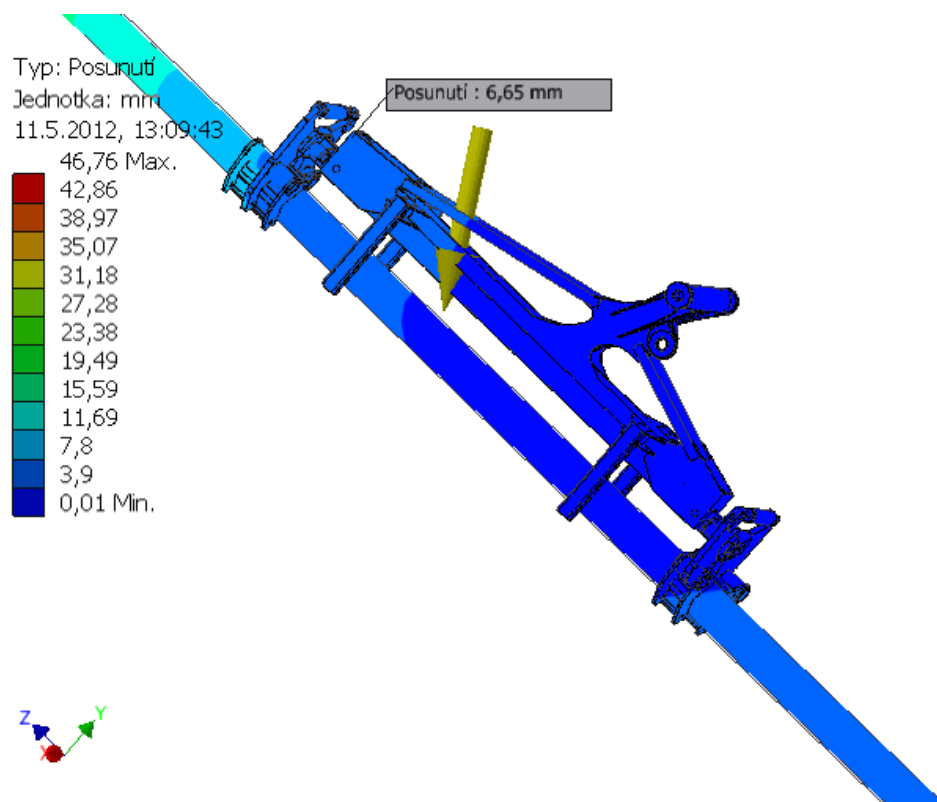 Typ: Posunutí
Jednotka: mm
11.5.2012, 13:09:43
46,76 Max.
42,86
38,97
35,07
31,18
27,28
23,38
19,49
15,59
11,69
7,8
3,9
0,01 Min.
Posunutí : 6,65 mm
Z
Y
X